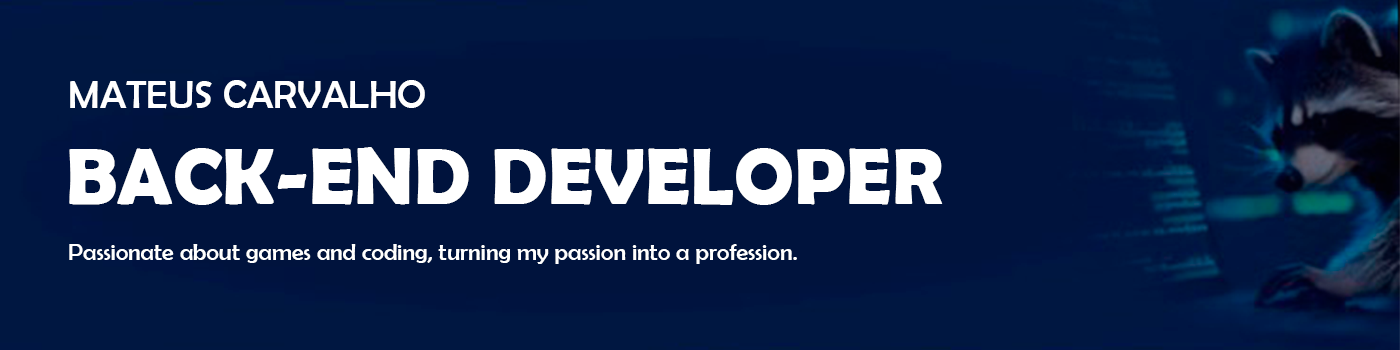 MATEUS CARVALHO
BACK-END DEVELOPER
Passionate about games and coding, turning my passion into a profession.